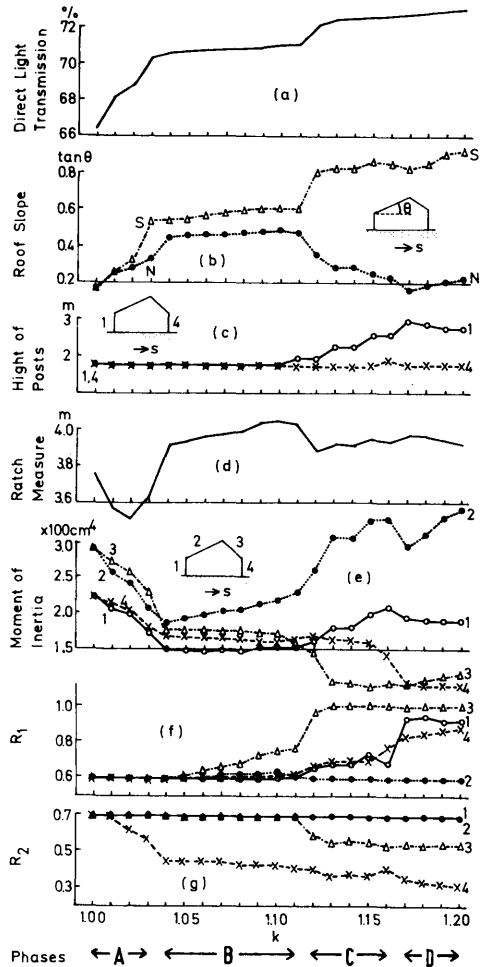 %
72
70
68
66
Direct Light
Transmission
(a)
tanθ
0.8
0.6
0.4
0.2
Roof Slope
S
N
(b)
θ
→s
S
N
m
3
2
Hight of
Posts
1,4
1
4
→s
(c)
1
4
m
4.0
3.8
3.6
Ratch
Measure
(d)
x100cm4
3.0
2.5
2.0
1.5
Moment of
Inertia
3
2
4
1
2
3
1
4
→s
(e)
2
1
3
4
1.0
0.8
0.6
R1
(f)
3
1
4
2
0.7
0.5
0.3
R2
(g)
1
2
3
4
1.00
1.05
1.10
1.15
1.20
k
Phases
A
B
C
D